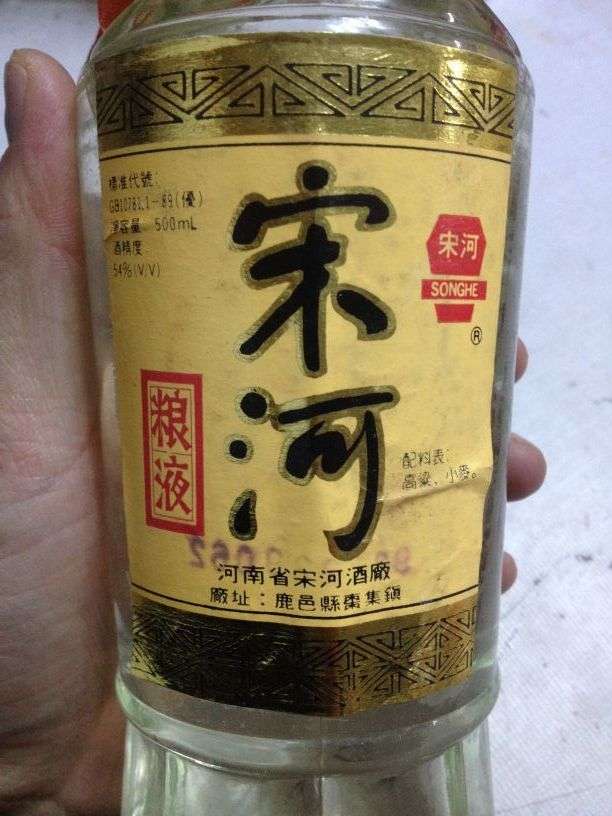 標准代號:
GB10781.1-89(優)
淨容量 500mL
酒精度
54%(V/V)
宋河
SONGHE
®
宋河
粮液
配料表:
高粱、小麥。
河南省宋河酒廠
廠址：鹿邑縣棗集鎮